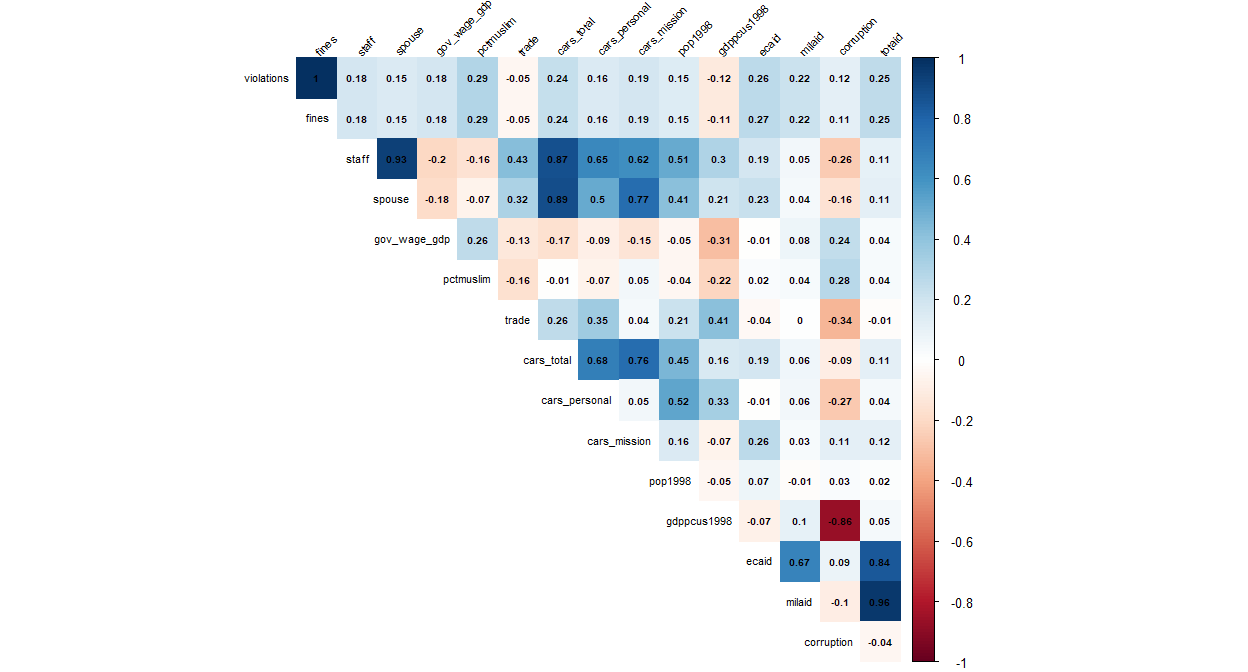 fines staff spouse gov_wage_gdp pctmuslim trade cars_total cars_personal cars_mission pop1998 gdppcus1998 ecaid milaid corruption totaid
violations 1 0.18 0.15 0.18 0.29 -0.05 0.24 0.16 0.19 0.15 -0.12 0.26 0.22 0.12 0.25
fines 0.18 0.15 0.18 0.29 -0.05 0.24 0.16 0.19 0.15 -0.11 0.27 0.22 0.11 0.25
staff 0.93 -0.2 -0.16 0.43 0.87 0.65 0.62 0.51 0.3 0.19 0.05 -0.26 0.11
spouse -0.18 -0.07 0.32 0.89 0.5 0.77 0.41 0.21 0.23 0.04 -0.16 0.11
gov_wage_gdp 0.26 -0.13 -0.17 -0.09 -0.15 -0.05 -0.31 -0.01 0.08 0.24 0.04
pctmuslim -0.16 -0.01 -0.07 0.05 -0.04 -0.22 0.02 0.04 0.28 0.04
trade 0.26 0.35 0.04 0.21 0.41 -0.04 0 -0.34 -0.01
cars_total 0.68 0.76 0.45 0.16 0.19 0.06 -0.09 0.11
cars_personal 0.05 0.52 0.33 -0.01 0.06 -0.27 0.04
cars_mission 0.16 -0.07 0.26 0.03 0.11 0.12
pop1998 -0.05 0.07 -0.01 0.03 0.02
gdppcus1998 -0.07 0.1 -0.86 0.05
ecaid 0.67 0.09 0.84
milaid -0.1 0.96
corruption -0.04
1
0.8
0.6
0.4
0.2
0
-0.2
-0.4
-0.6
-0.8
-1